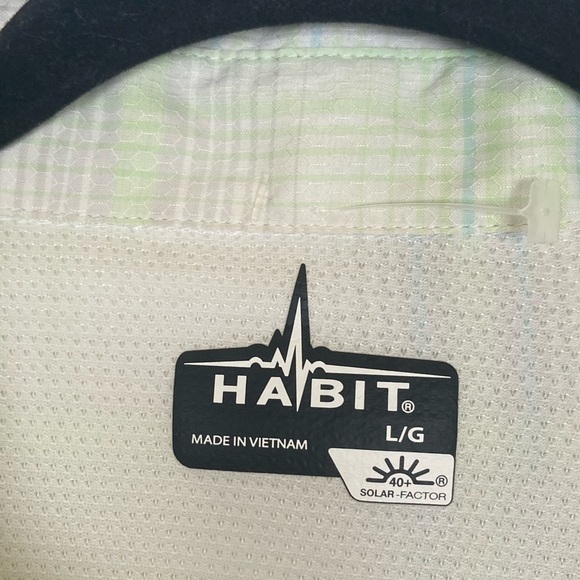 HABIT®
L/G
MADE IN VIETNAM
40+ ®
SOLAR-FACTOR